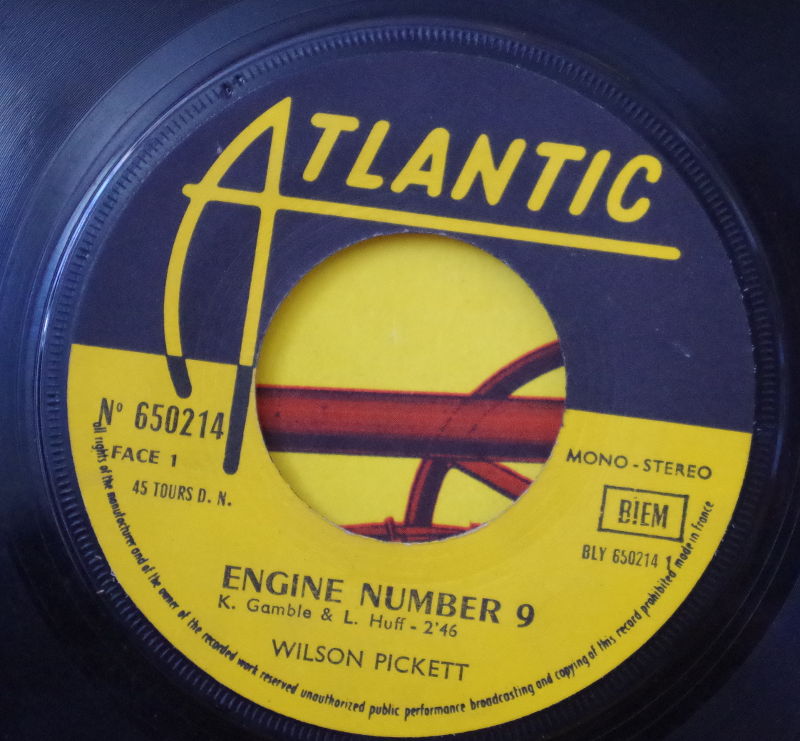 ATLANTIC
Nº 650214
FACE 1
45 TOURS D. N.
MONO - STEREO
BIEM
BLY 650214 1
ENGINE NUMBER 9
K. Gamble & L. Huff - 2'46
WILSON PICKETT
all rights of the manufacturer and of the owner of the recorded work reserved unauthorized public performance broadcasting and copying of this record prohibited made in france